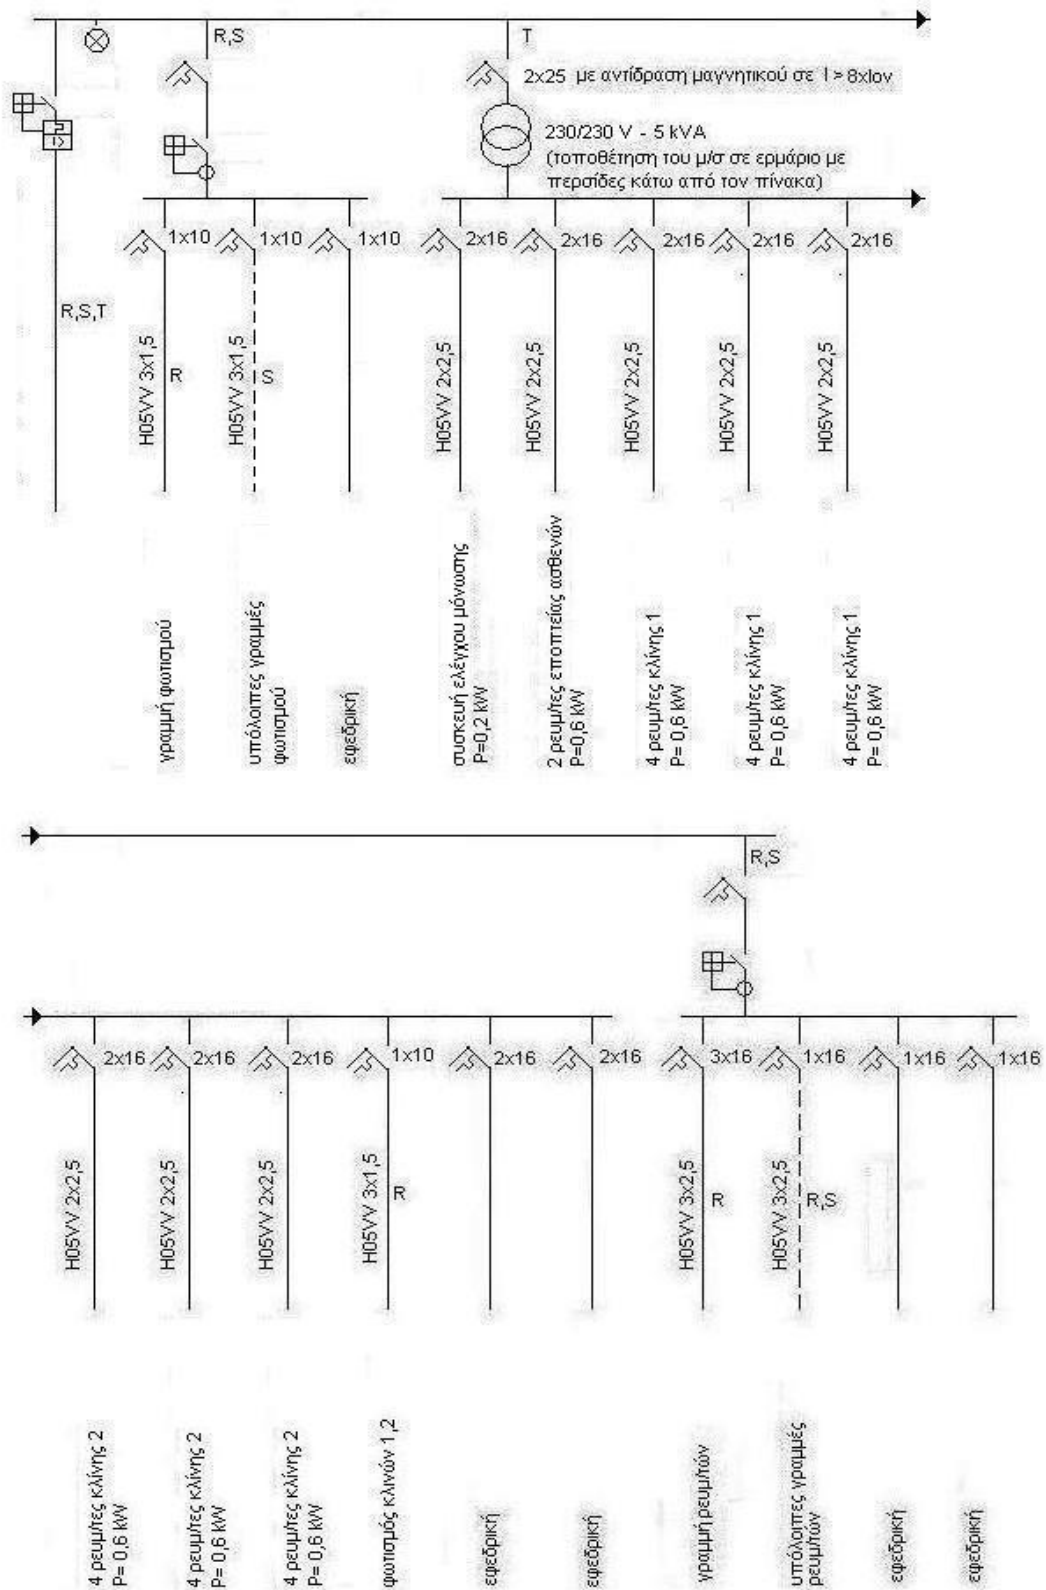 R,S
T
2x25 με αντίδραση μαγνητικού σε I > 8xIον
230/230 V - 5 kVA
(τοποθέτηση του μ/σ σε ερμάριο με
περσίδες κάτω από τον πίνακα)
1x10
1x10
1x10
2x16
2x16
2x16
2x16
2x16
R,S,T
H05VV 3x1,5
R
H05VV 3x1,5
S
H05VV 2x2,5
H05VV 2x2,5
H05VV 2x2,5
H05VV 2x2,5
H05VV 2x2,5
γραμμή φωτισμού
υπόλοιπες γραμμές
φωτισμού
εφεδρική
συσκευή ελέγχου μόνωσης
P=0,2 kW
2 ρευμ/τες εποπτείας ασθενών
P=0,6 kW
4 ρευμ/τες κλίνης 1
P= 0,6 kW
4 ρευμ/τες κλίνης 1
P= 0,6 kW
4 ρευμ/τες κλίνης 1
P= 0,6 kW
R,S
2x16
2x16
2x16
1x10
2x16
2x16
3x16
1x16
1x16
1x16
H05VV 2x2,5
H05VV 2x2,5
H05VV 2x2,5
H05VV 3x1,5
R
H05VV 3x2,5
R
H05VV 3x2,5
R,S
4 ρευμ/τες κλίνης 2
P= 0,6 kW
4 ρευμ/τες κλίνης 2
P= 0,6 kW
4 ρευμ/τες κλίνης 2
P= 0,6 kW
φωτισμός κλινών 1,2
εφεδρική
εφεδρική
γραμμή ρευμ/τών
υπόλοιπες γραμμές
ρευμ/τών
εφεδρική
εφεδρική